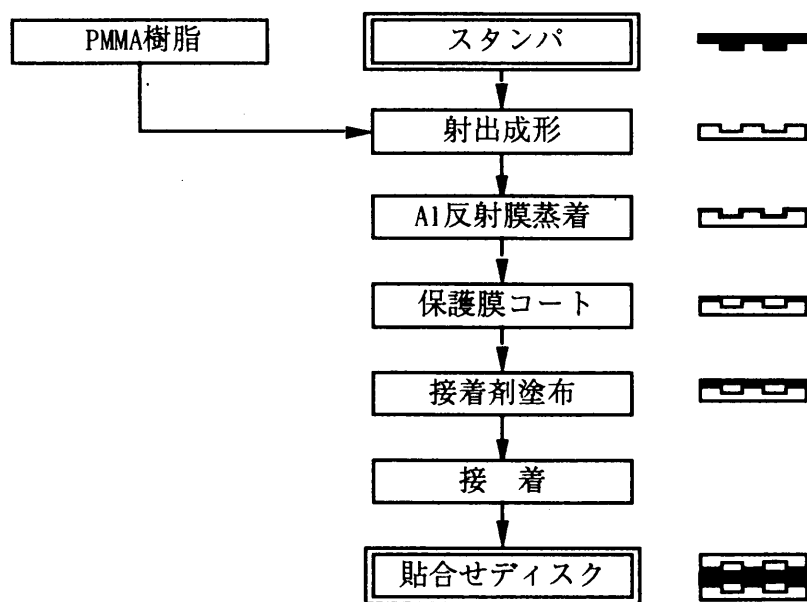 PMMA樹脂
スタンパ
射出成形
Al反射膜蒸着
保護膜コート
接着剤塗布
接 着
貼合せディスク